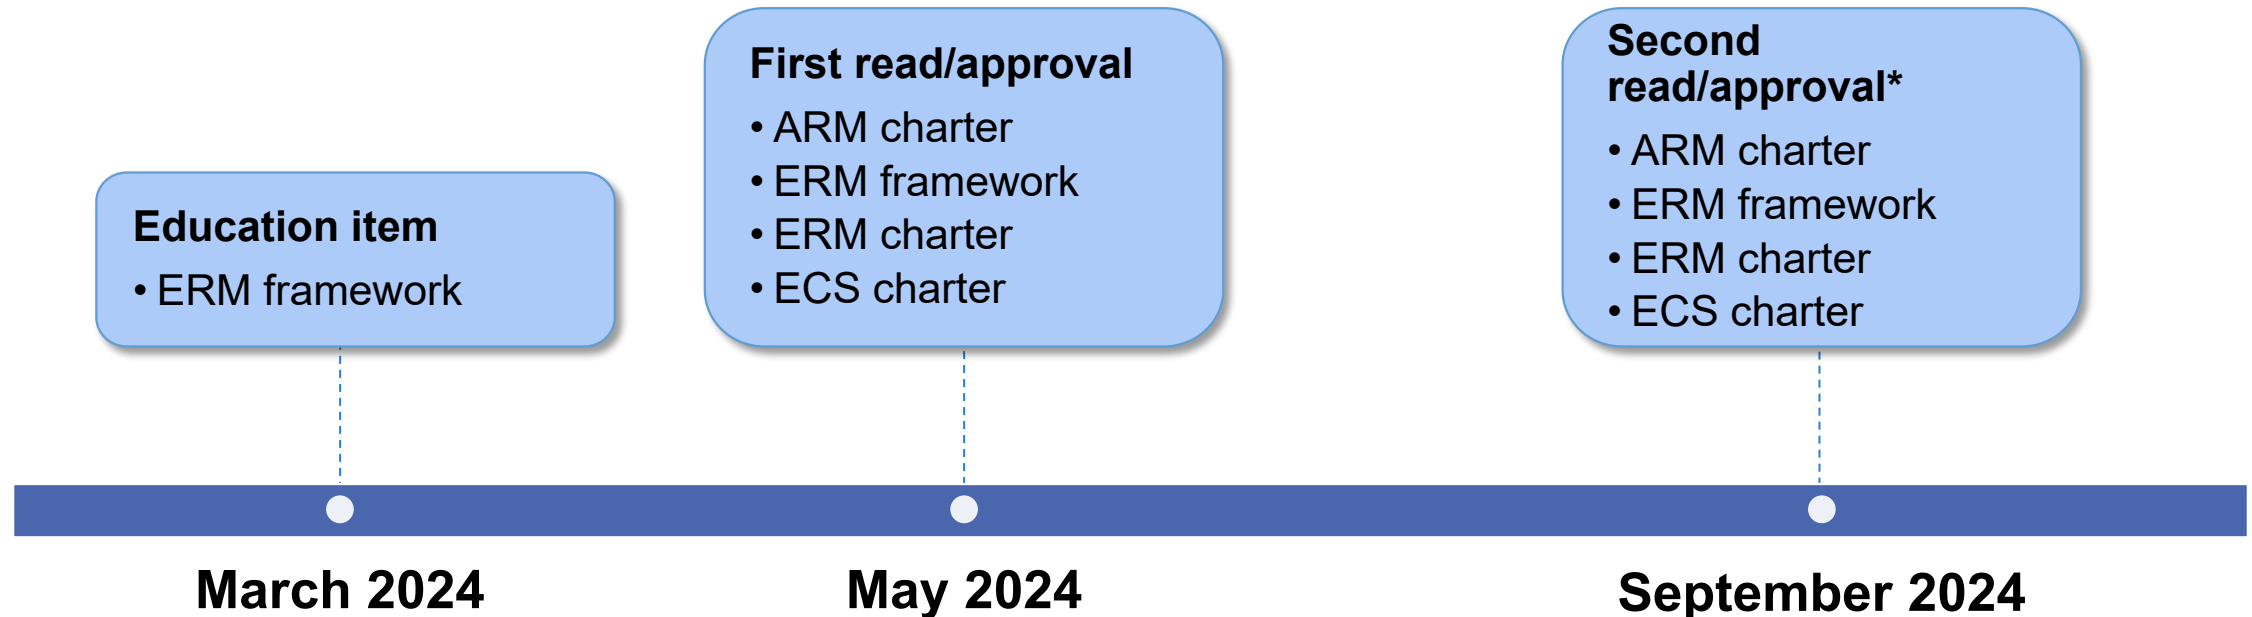 Education item
• ERM framework
First read/approval
• ARM charter
• ERM framework
• ERM charter
• ECS charter
Second
read/approval*
• ARM charter
• ERM framework
• ERM charter
• ECS charter
March 2024
May 2024
September 2024